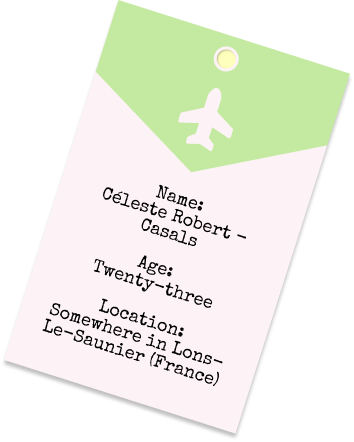 Name:
Céleste Robert -
Casals
Age:
Twenty-three
Location:
Somewhere in Lons-
Le-Saunier (France)